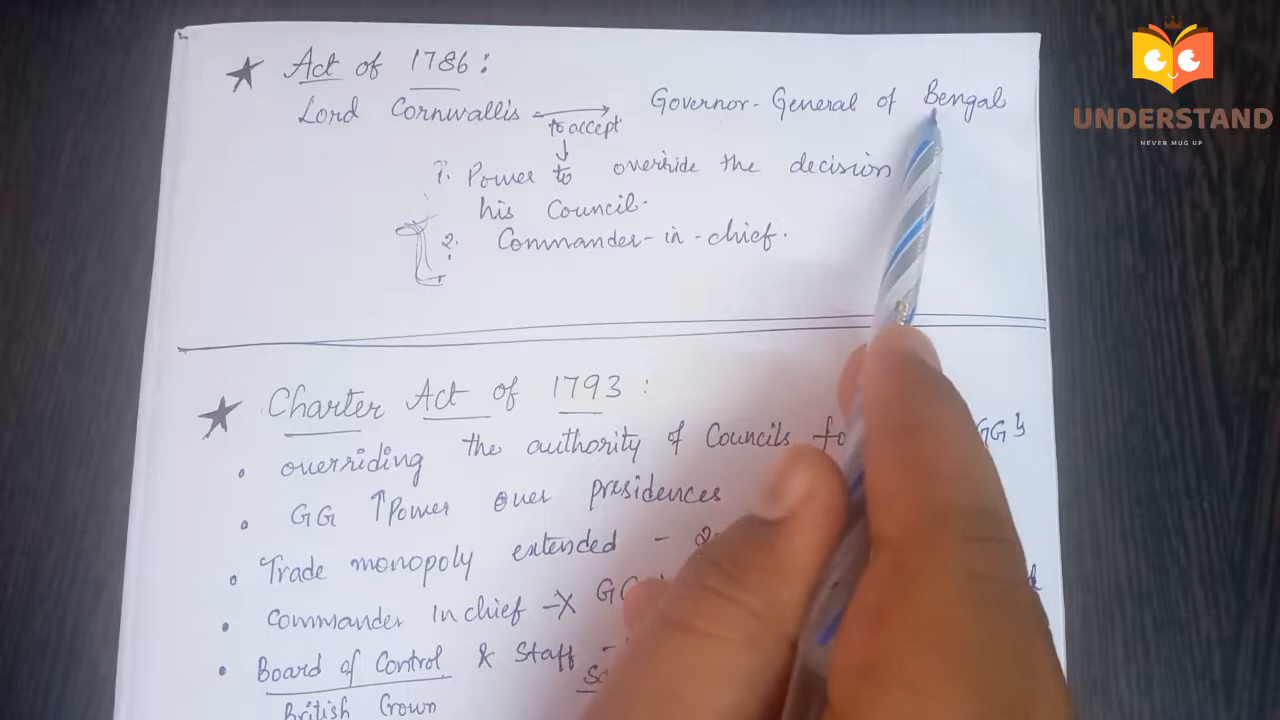 Act of 1786:
Lord Cornwallis → Governor-General of Bengal
to accept
↓
1. Power to override the decision
his Council.
2. Commander-in-chief.
Charter Act of 1793:
• overriding the authority of Councils GG's
• GG ↑Power over presidences
• Trade monopoly extended -
• Commander in chief -X
• Board of Control & Staff -
British Crown
UNDERSTAND
NEVER MUG UP